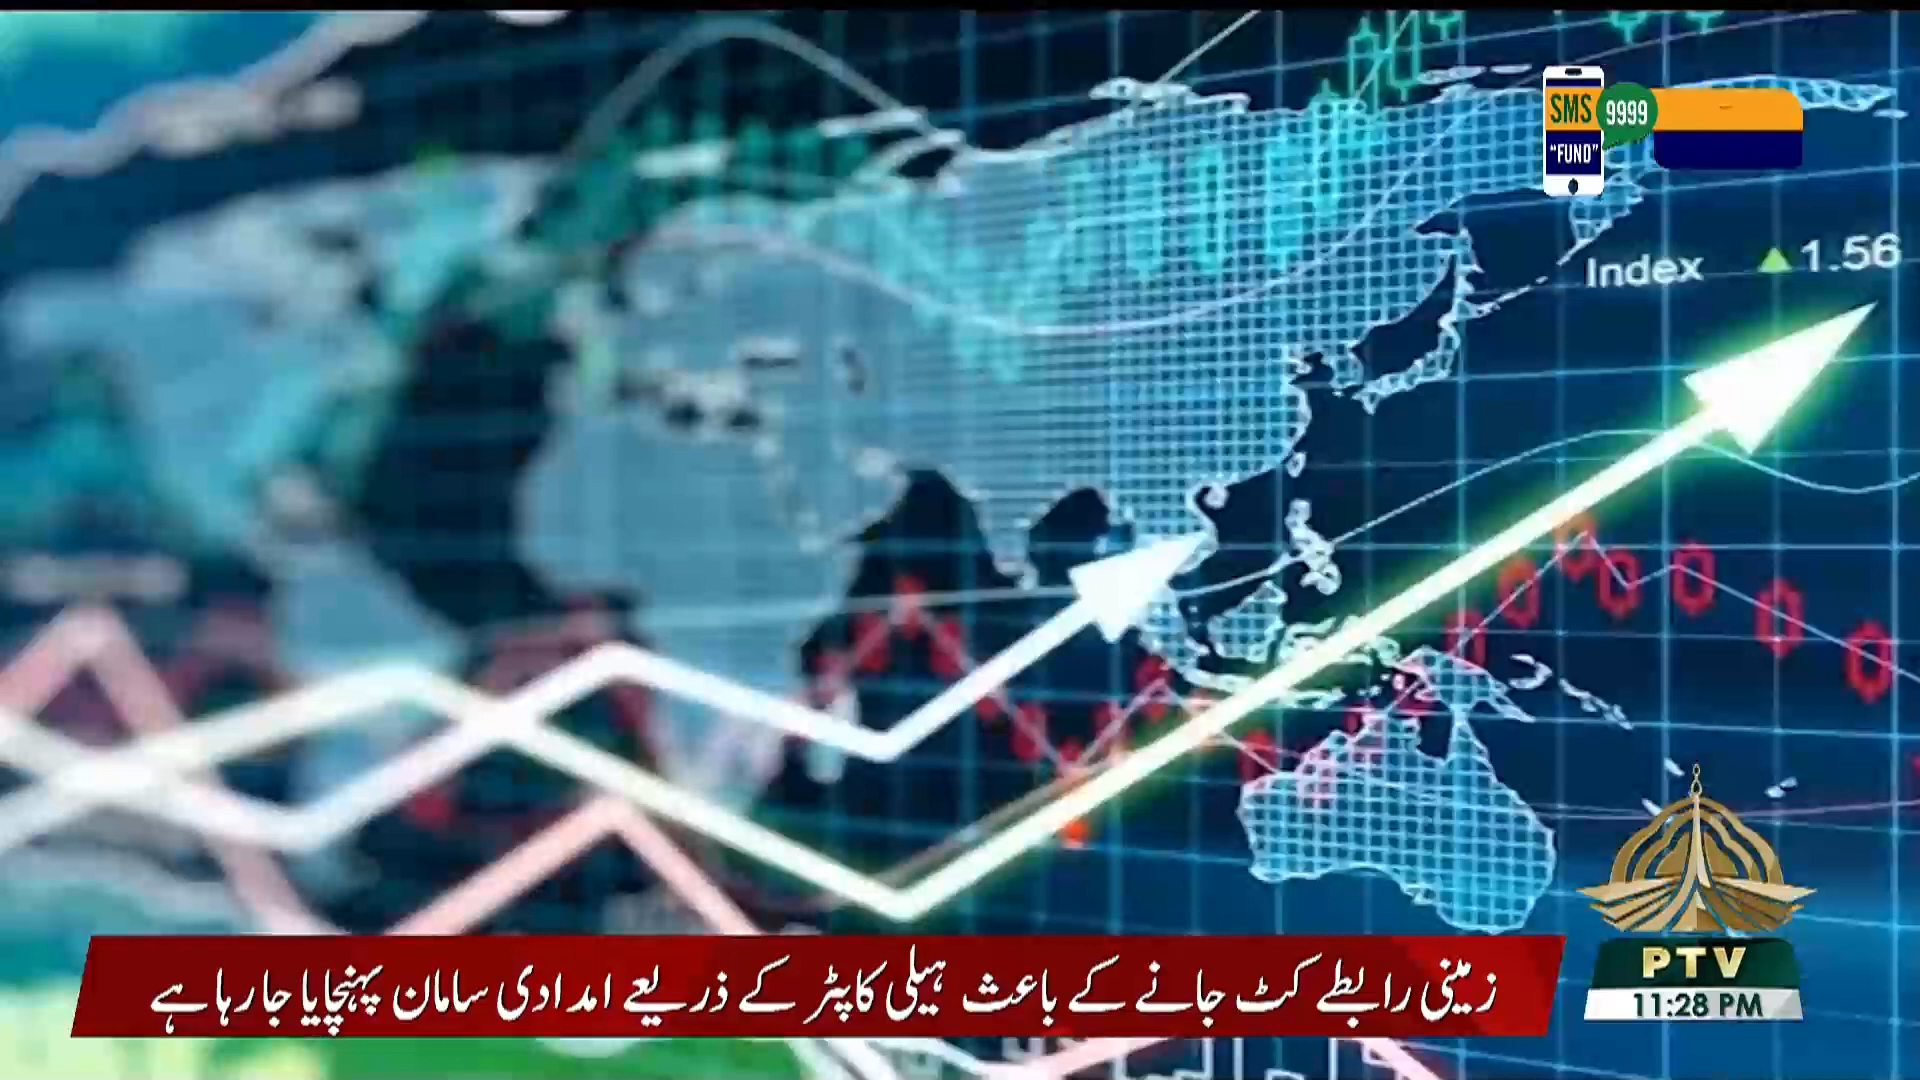 SMS
9999
"FUND"
Index ▲ 1.56
زمینی رابطے کٹ جانے کے باعث ہیلی کاپٹر کے ذریعے امدادی سامان پہنچایا جا رہا ہے
PTV
11:28 PM